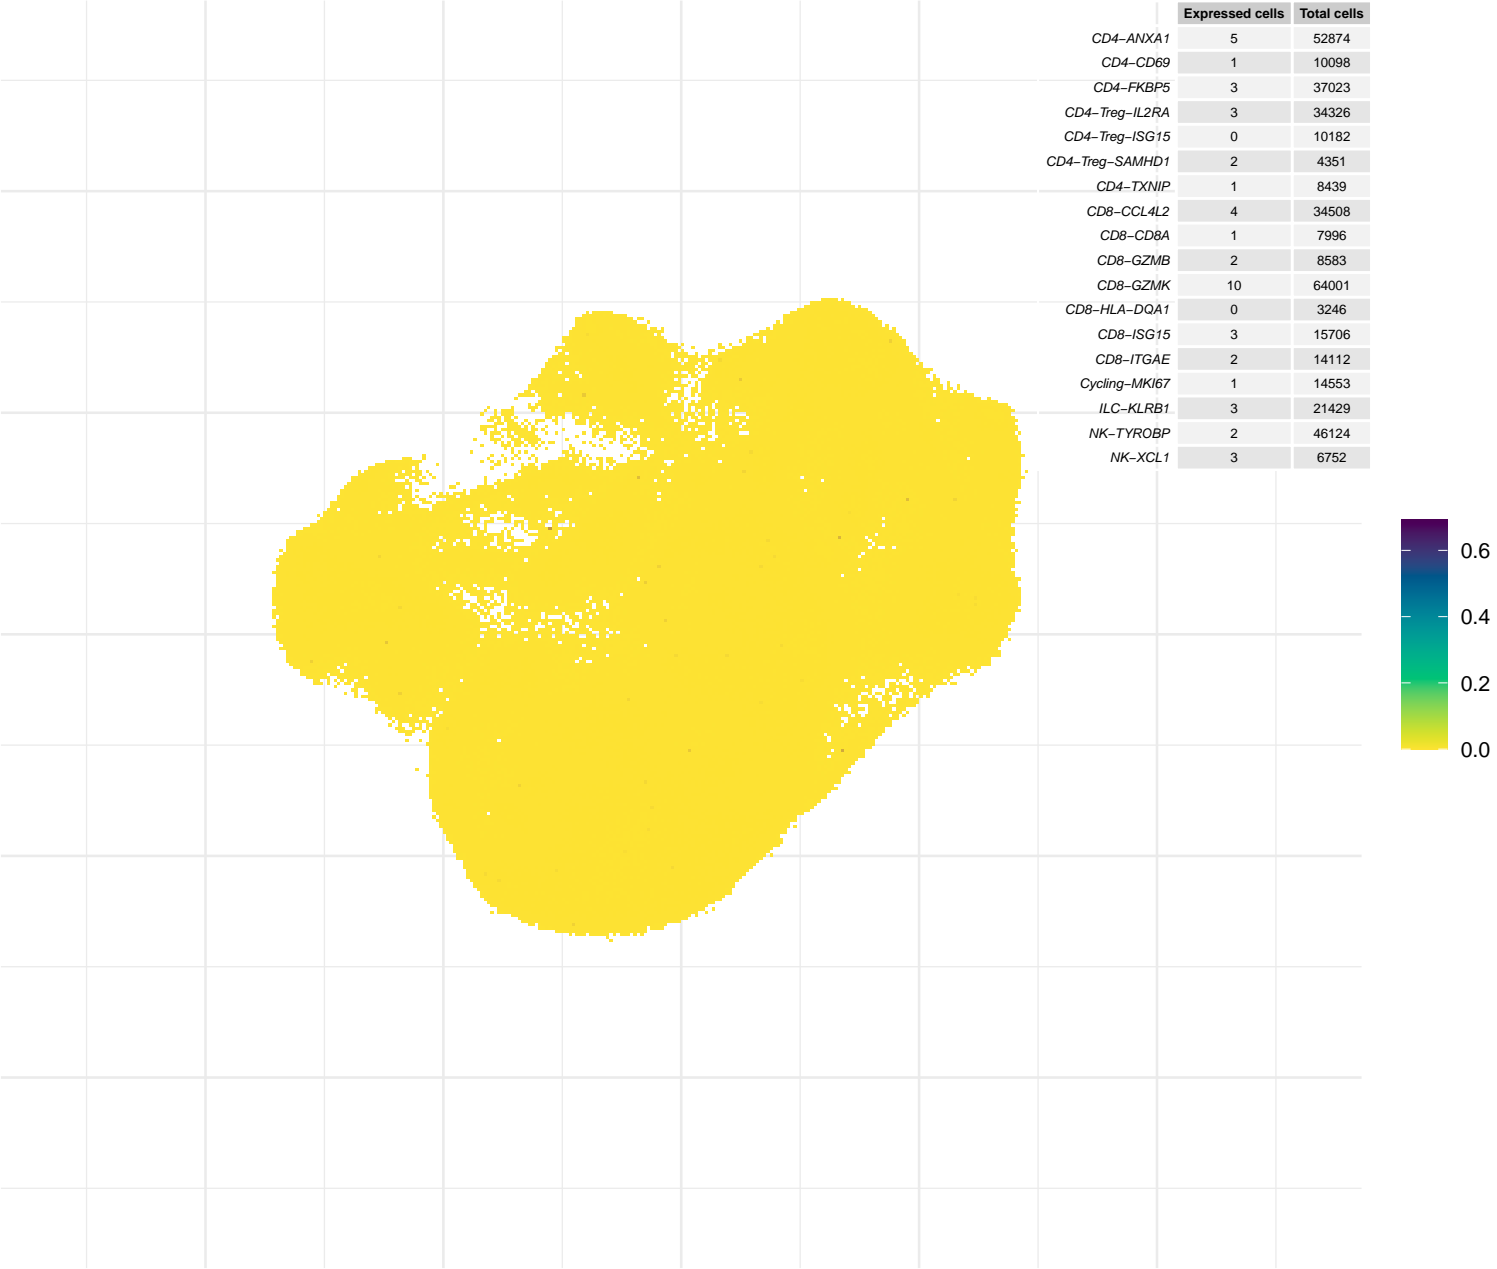 Expressed cells Total cells
CD4−ANXA1 5 52874
CD4−CD69 1 10098
CD4−FKBP5 3 37023
CD4−Treg−IL2RA 3 34326
CD4−Treg−ISG15 0 10182
CD4−Treg−SAMHD1 2 4351
CD4−TXNIP 1 8439
CD8−CCL4L2 4 34508
CD8−CD8A 1 7996
CD8−GZMB 2 8583
CD8−GZMK 10 64001
CD8−HLA−DQA1 0 3246
CD8−ISG15 3 15706
CD8−ITGAE 2 14112
Cycling−MKI67 1 14553
ILC−KLRB1 3 21429
NK−TYROBP 2 46124
NK−XCL1 3 6752
0.6
0.4
0.2
0.0